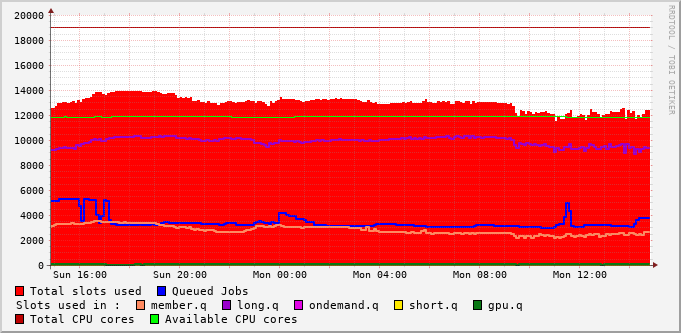 20000
18000
16000
14000
12000
10000
8000
6000
4000
2000
0
Sun 16:00 Sun 20:00 Mon 00:00 Mon 04:00 Mon 08:00 Mon 12:00
Total slots used Queued Jobs
Slots used in : member.q long.q ondemand.q short.q gpu.q
Total CPU cores Available CPU cores
RRDTOOL / TOBI OETIKER